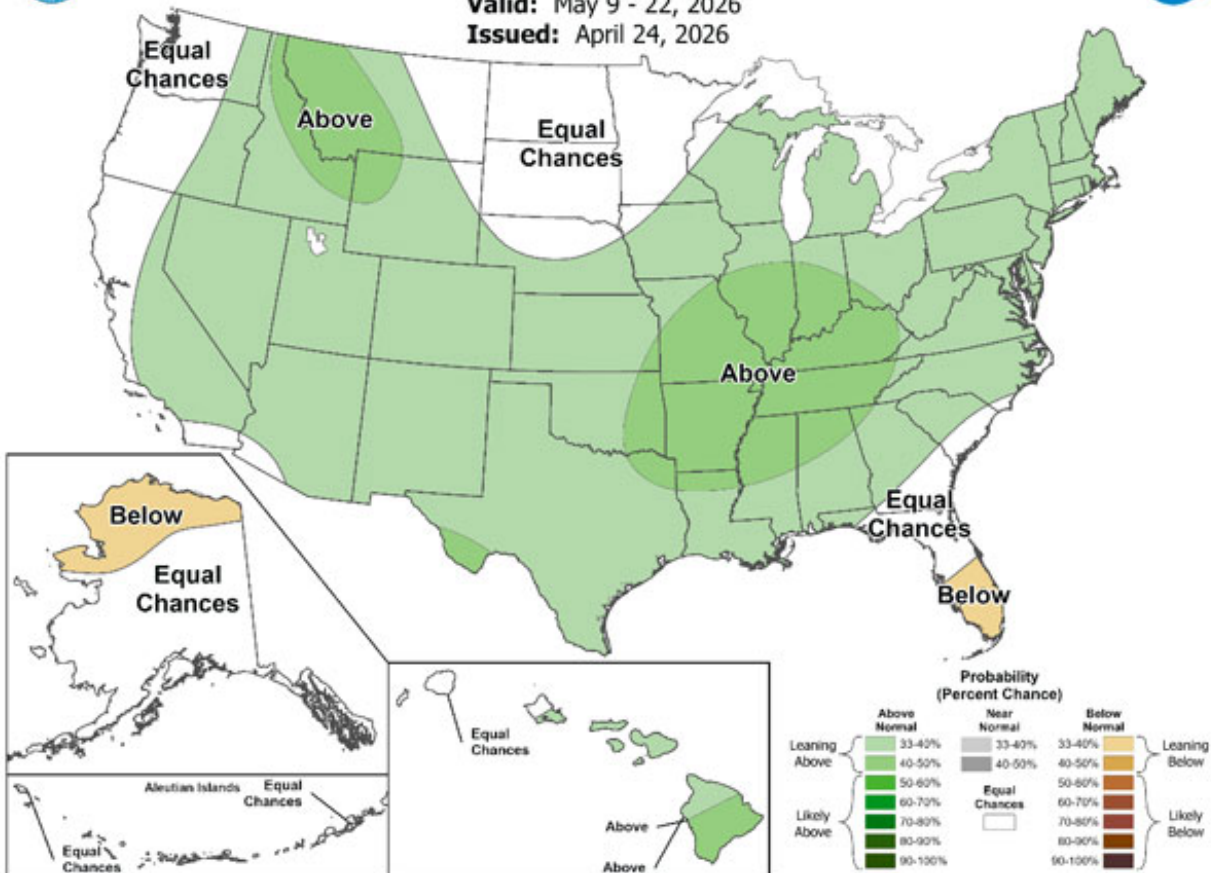 Valid: May 9 - 22, 2026
Issued: April 24, 2026
Equal
Chances
Above
Equal
Chances
Above
Equal
Chances
Below
Below
Equal
Chances
Aleutian Islands
Equal
Chances
Equal
Chances
Equal
Chances
Above
Above
Probability
(Percent Chance)
Above
Normal
Near
Normal
Below
Normal
Leaning
Above
33-40%
40-50%
50-60%
60-70%
70-80%
80-90%
90-100%
Likely
Above
33-40%
40-50%
Equal
Chances
33-40%
40-50%
50-60%
60-70%
70-80%
80-90%
90-100%
Leaning
Below
Likely
Below